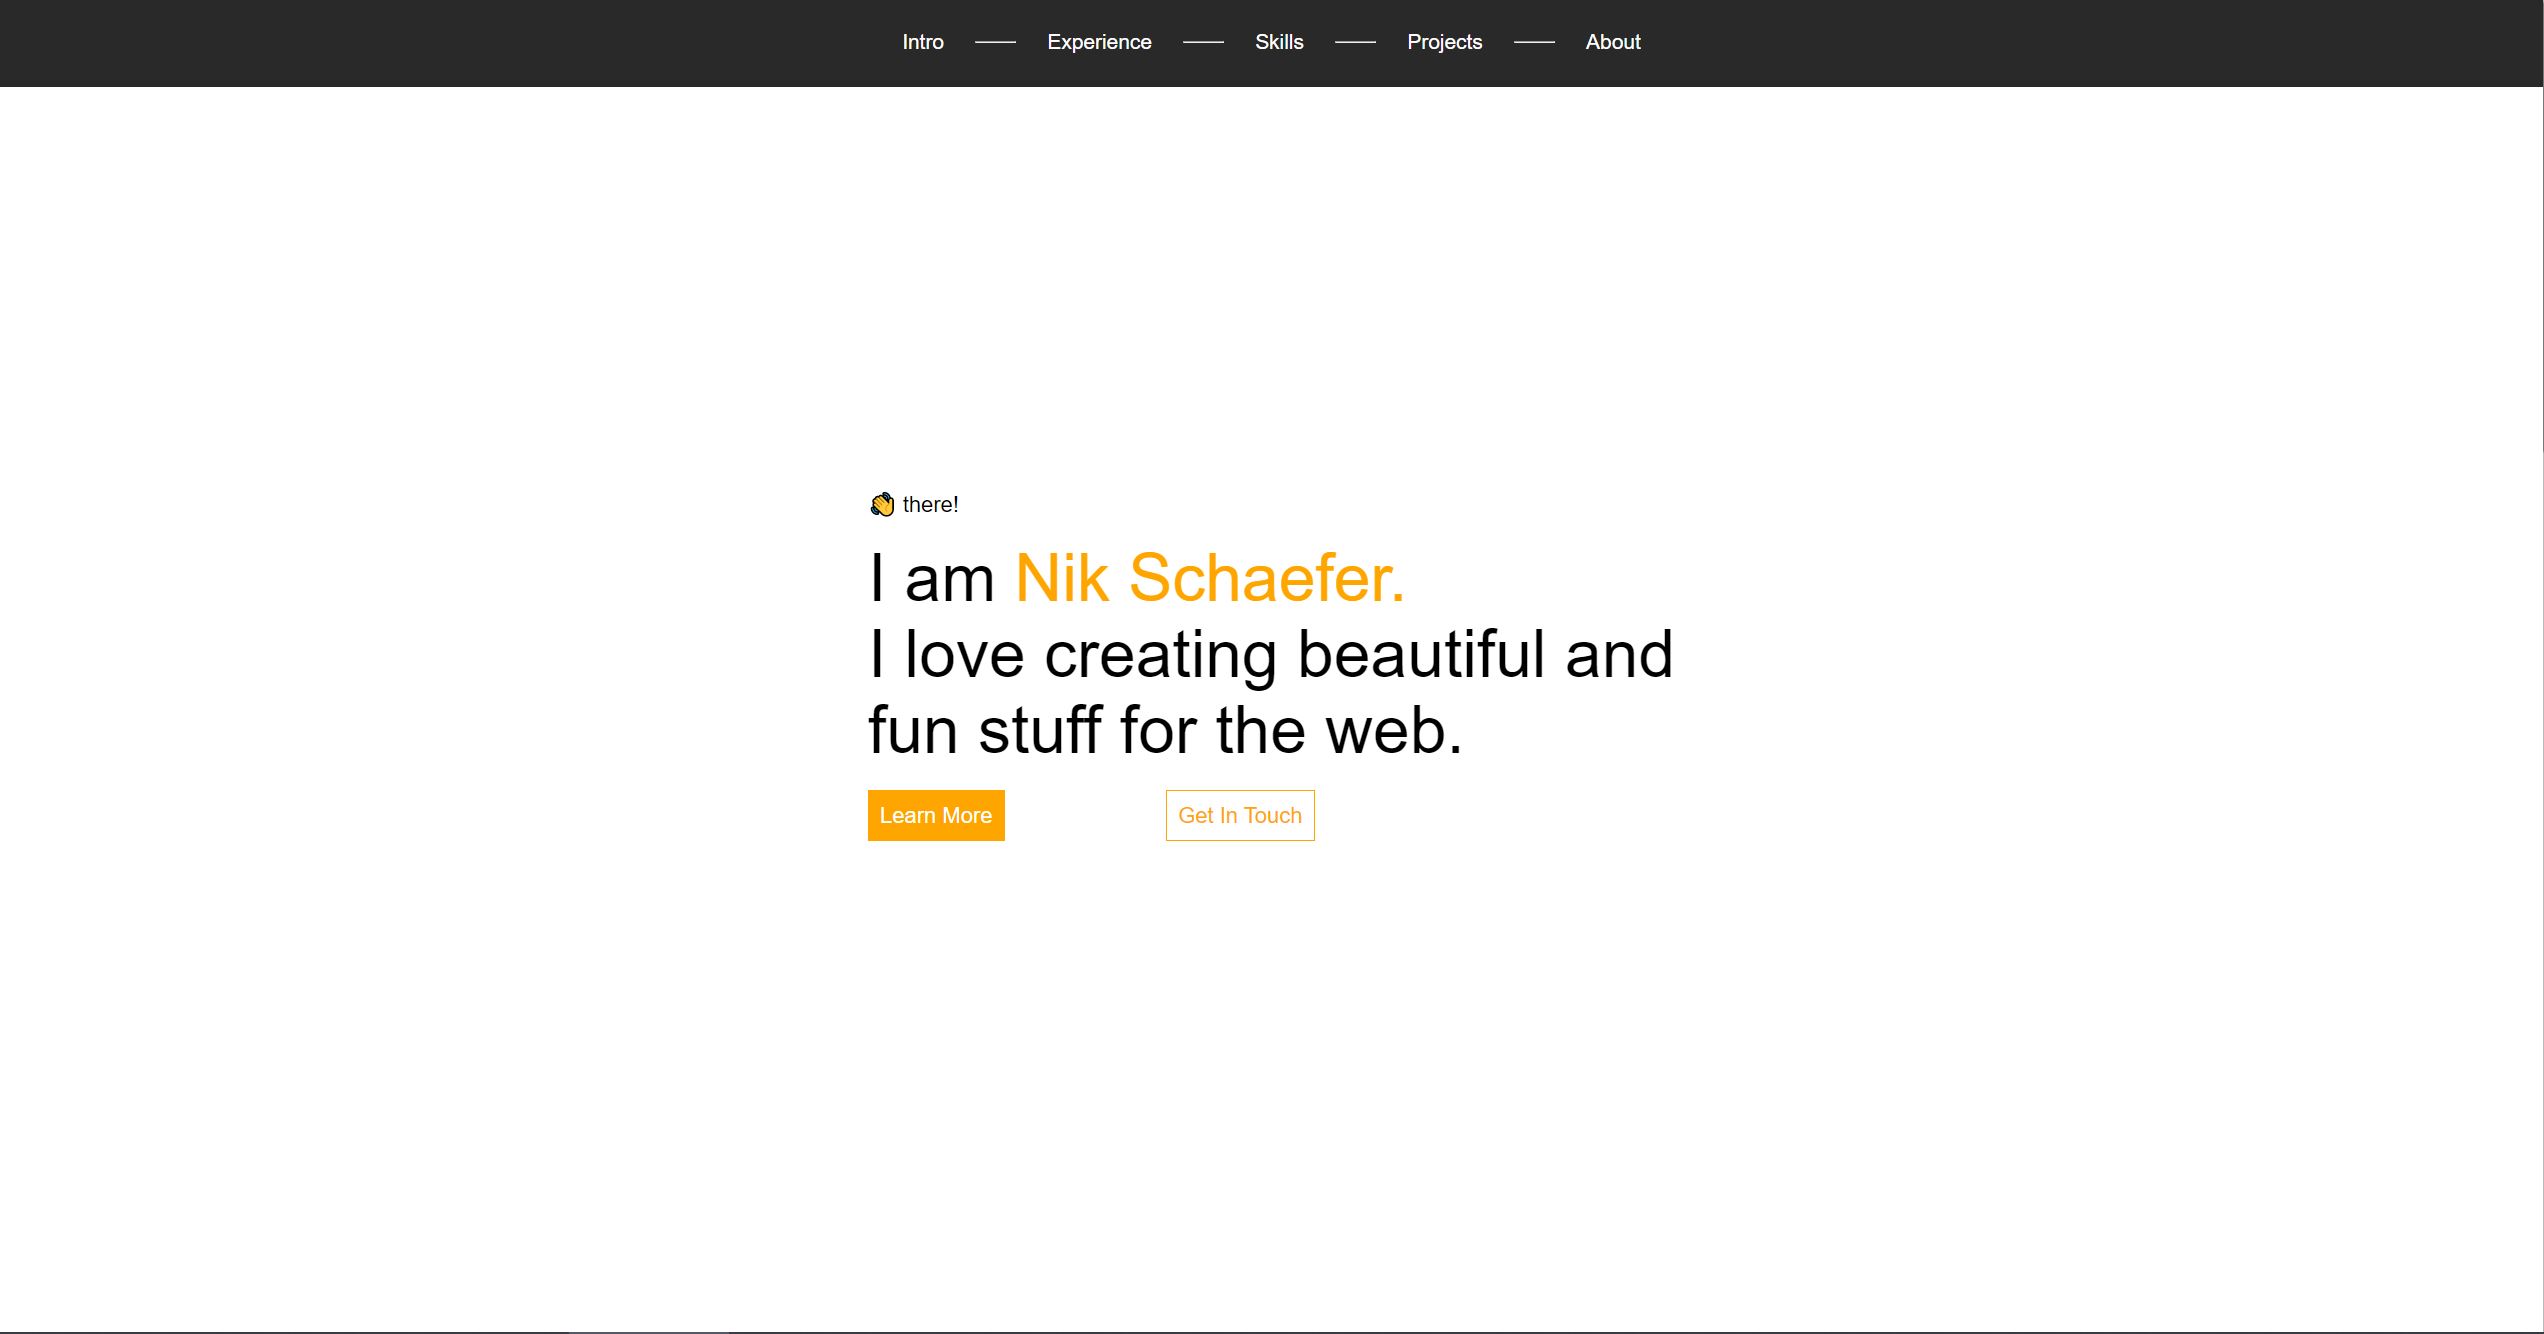 Intro Experience Skills Projects About
👋 there!
I am Nik Schaefer.
I love creating beautiful and
fun stuff for the web.
Learn More Get In Touch